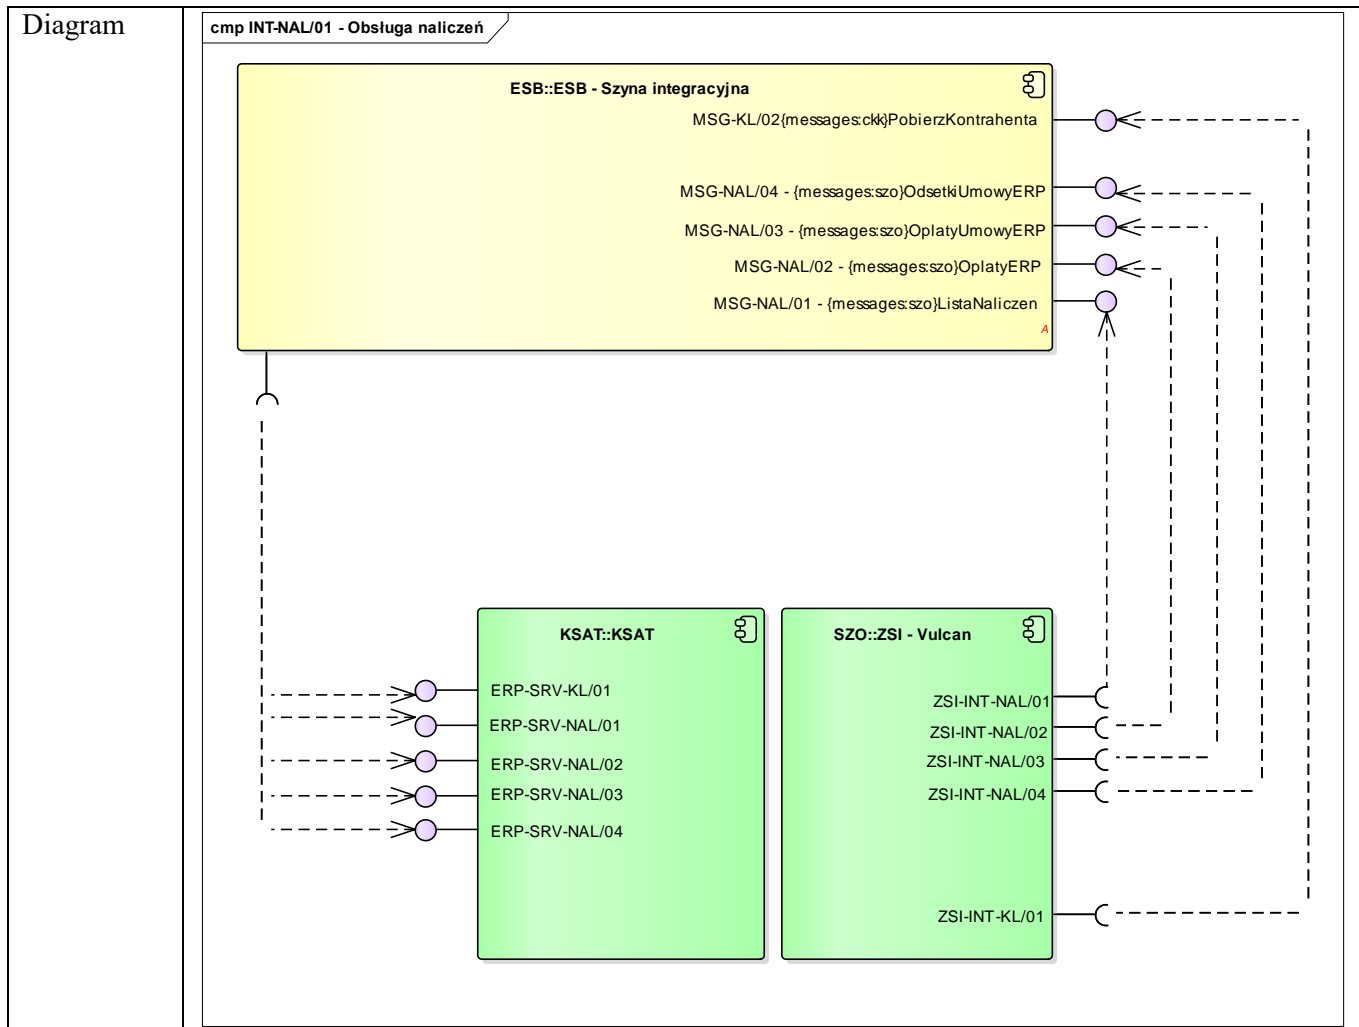 Diagram
cmp INT-NAL/01 - Obsługa naliczeń
ESB::ESB - Szyna integracyjna
MSG-KL/02{messages:ckk}PobierzKontrahenta
MSG-NAL/04 - {messages:szo}OdsetkiUmowyERP
MSG-NAL/03 - {messages:szo}OplatyUmowyERP
MSG-NAL/02 - {messages:szo}OplatyERP
MSG-NAL/01 - {messages:szo}ListaNaliczen
A
KSAT::KSAT
ERP-SRV-KL/01
ERP-SRV-NAL/01
ERP-SRV-NAL/02
ERP-SRV-NAL/03
ERP-SRV-NAL/04
SZO::ZSI - Vulcan
ZSI-INT-NAL/01
ZSI-INT-NAL/02
ZSI-INT-NAL/03
ZSI-INT-NAL/04
ZSI-INT-KL/01